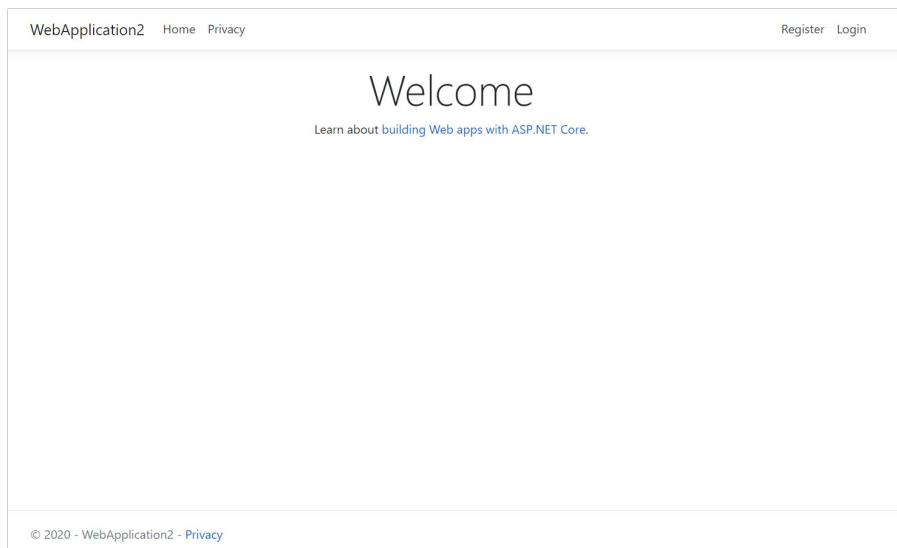 WebApplication2 Home Privacy Register Login
Welcome
Learn about building Web apps with ASP.NET Core.
© 2020 - WebApplication2 - Privacy